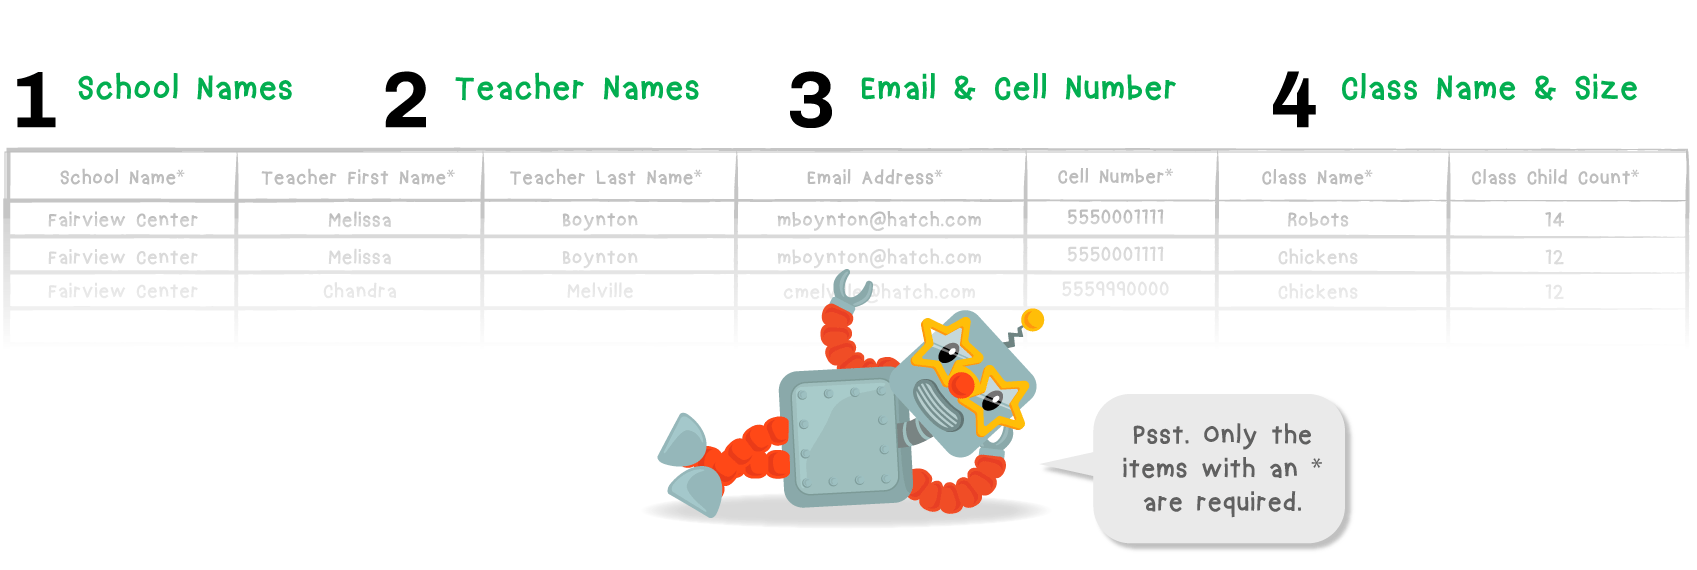 1 School Names 2 Teacher Names 3 Email & Cell Number 4 Class Name & Size
School Name* Teacher First Name* Teacher Last Name* Email Address* Cell Number* Class Name* Class Child Count*
Fairview Center Melissa Boynton mboynton@hatch.com 5550001111 Robots 14
Fairview Center Melissa Boynton mboynton@hatch.com 5550001111 Chickens 12
Fairview Center Chandra Melville @hatch.com 5559990000 Chickens 12
Psst. Only the
items with an *
are required.